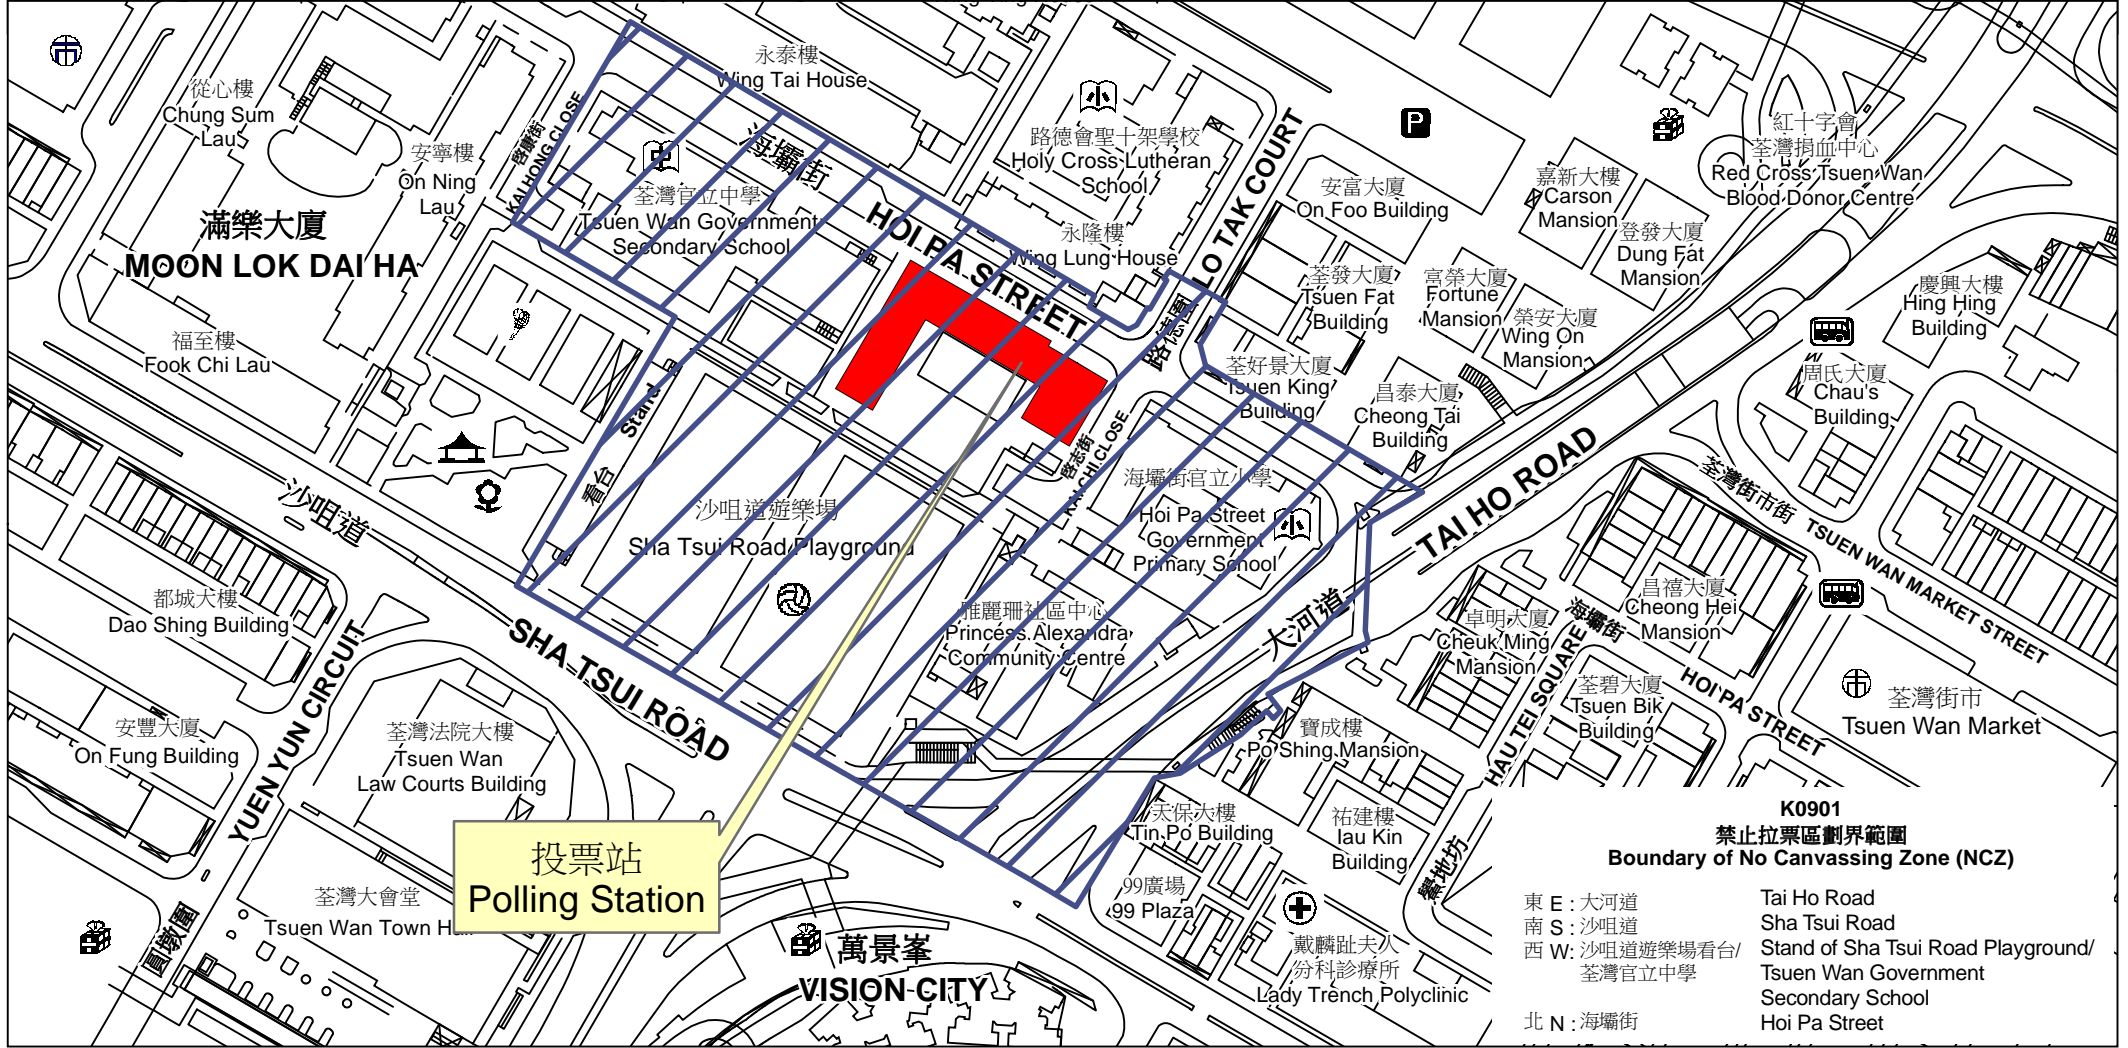 永泰樓
Wing Tai House
從心樓
Chung Sum
Lau
安寧樓
On Ning
Lau
啓康街
KAI HONG CLOSE
滿樂大廈
MOON LOK DAI HA
福至樓
Fook Chi Lau
荃灣官立中學
Tsuen Wan Government
Secondary School
海壩街
HOI PA STREET
路德會聖十架學校
Holy Cross Lutheran
School
永隆樓
Wing Lung House
路德圍
LO TAK COURT
P
安富大廈
On Foo Building
嘉新大樓
Carson
Mansion
紅十字會
荃灣捐血中心
Red Cross Tsuen Wan
Blood Donor Centre
登發大廈
Dung Fat
Mansion
荃發大廈
Tsuen Fat
Building
富榮大廈
Fortune
Mansion
榮安大廈
Wing On
Mansion
慶興大樓
Hing Hing
Building
周氏大廈
Chau's
Building
荃好景大廈
Tsuen King
Building
昌泰大廈
Cheong Tai
Building
看台
Stand
沙咀道遊樂場
Sha Tsui Road Playground
啓志街
KAI CHI CLOSE
海壩街官立小學
Hoi Pa Street
Government
Primary School
雅麗珊社區中心
Princess Alexandra
Community Centre
大河道
TAI HO ROAD
荃灣街市街
TSUEN WAN MARKET STREET
昌禧大廈
Cheong Hei
Mansion
卓明大廈
Cheuk Ming
Mansion
海壩街
HOI PA STREET
荃碧大廈
Tsuen Bik
Building
荃灣街市
Tsuen Wan Market
沙咀道
SHA TSUI ROAD
都城大樓
Dao Shing Building
安豐大廈
On Fung Building
荃灣法院大樓
Tsuen Wan
Law Courts Building
圓墩圍
YUEN YUN CIRCUIT
荃灣大會堂
Tsuen Wan Town
投票站
Polling Station
萬景峯
VISION CITY
寶成樓
Po Shing Mansion
天保大樓
Tin Po Building
祐建樓
Iau Kin
Building
99廣場
99 Plaza
戴麟趾夫人
分科診療所
Lady Trench Polyclinic
鱟地坊
HAU TEI SQUARE
K0901
禁止拉票區劃界範圍
Boundary of No Canvassing Zone (NCZ)
東 E : 大河道 Tai Ho Road
南 S : 沙咀道 Sha Tsui Road
西 W: 沙咀道遊樂場看台/ Stand of Sha Tsui Road Playground/
荃灣官立中學 Tsuen Wan Government
Secondary School
北 N : 海壩街 Hoi Pa Street